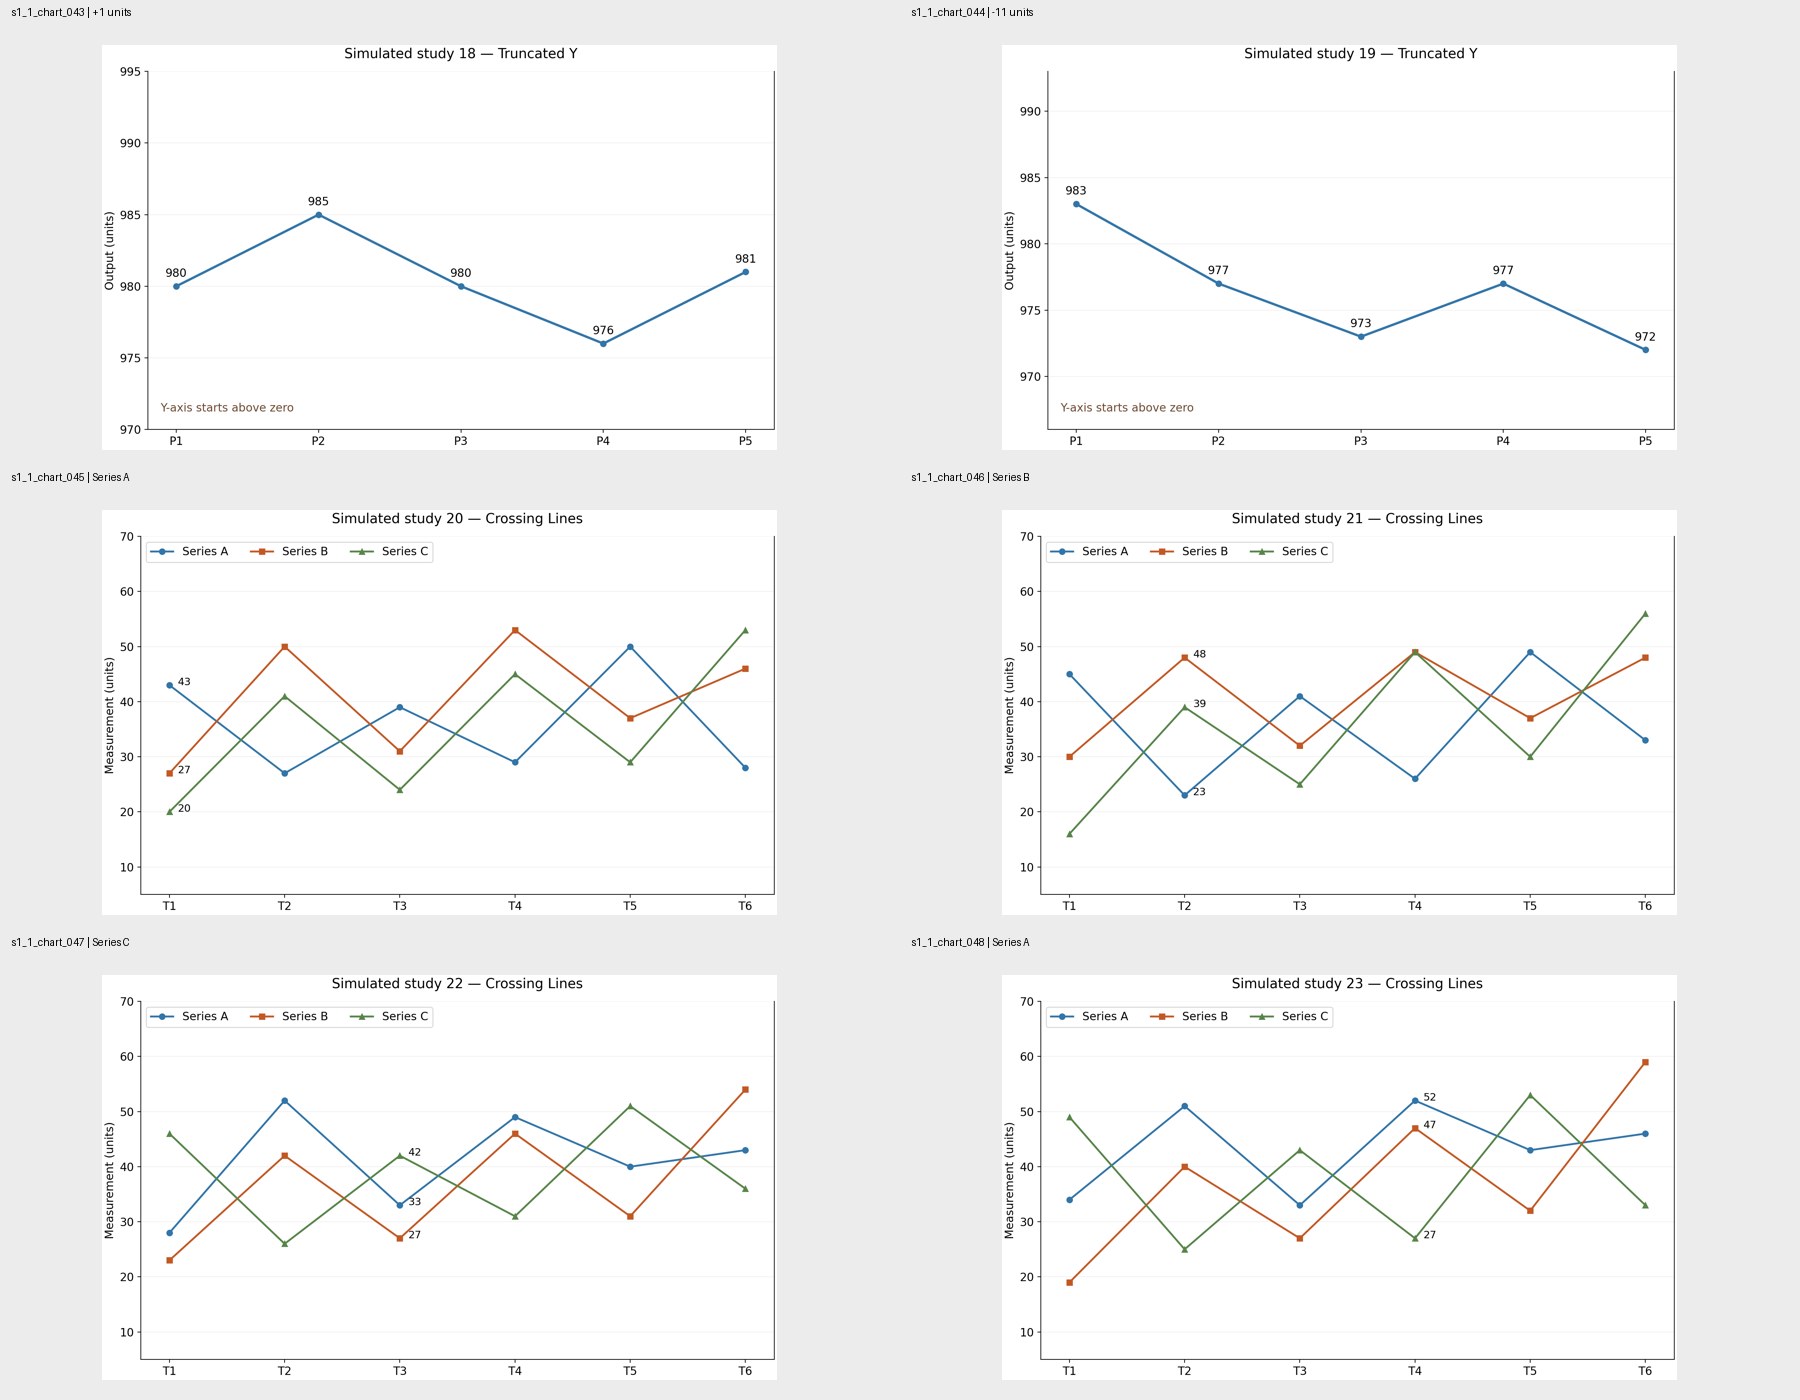 s1_1_chart_043 | +1 units
Simulated study 18 — Truncated Y
Output (units)
995
990
985
980
975
970
980
985
980
976
981
Y-axis starts above zero
P1 P2 P3 P4 P5
s1_1_chart_044 | -11 units
Simulated study 19 — Truncated Y
Output (units)
990
985
980
975
970
983
977
973
977
972
Y-axis starts above zero
P1 P2 P3 P4 P5
s1_1_chart_045 | Series A
Simulated study 20 — Crossing Lines
Series A Series B Series C
Measurement (units)
70
60
50
40
30
20
10
43
27
20
T1 T2 T3 T4 T5 T6
s1_1_chart_046 | Series B
Simulated study 21 — Crossing Lines
Series A Series B Series C
Measurement (units)
70
60
50
40
30
20
10
48
39
23
T1 T2 T3 T4 T5 T6
s1_1_chart_047 | Series C
Simulated study 22 — Crossing Lines
Series A Series B Series C
Measurement (units)
70
60
50
40
30
20
10
42
33
27
T1 T2 T3 T4 T5 T6
s1_1_chart_048 | Series A
Simulated study 23 — Crossing Lines
Series A Series B Series C
Measurement (units)
70
60
50
40
30
20
10
52
47
27
T1 T2 T3 T4 T5 T6